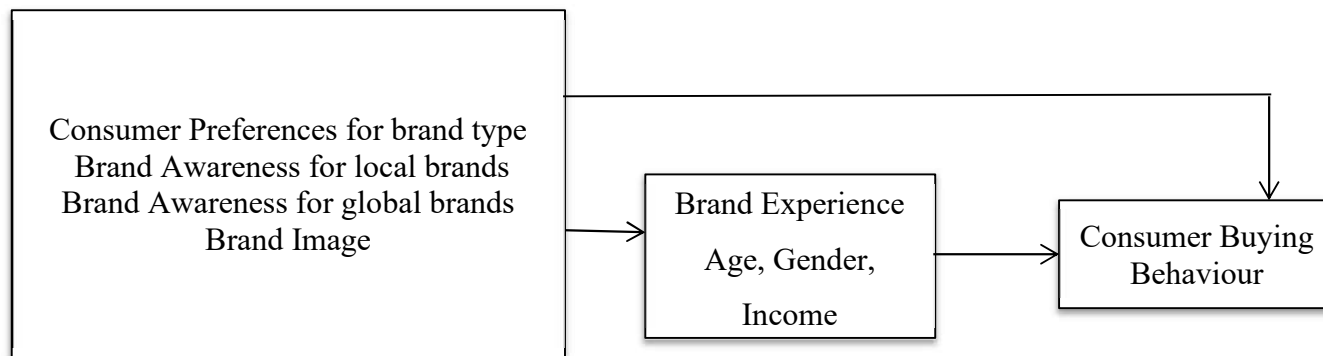 Consumer Preferences for brand type
Brand Awareness for local brands
Brand Awareness for global brands
Brand Image
Brand Experience
Age, Gender,
Income
Consumer Buying
Behaviour